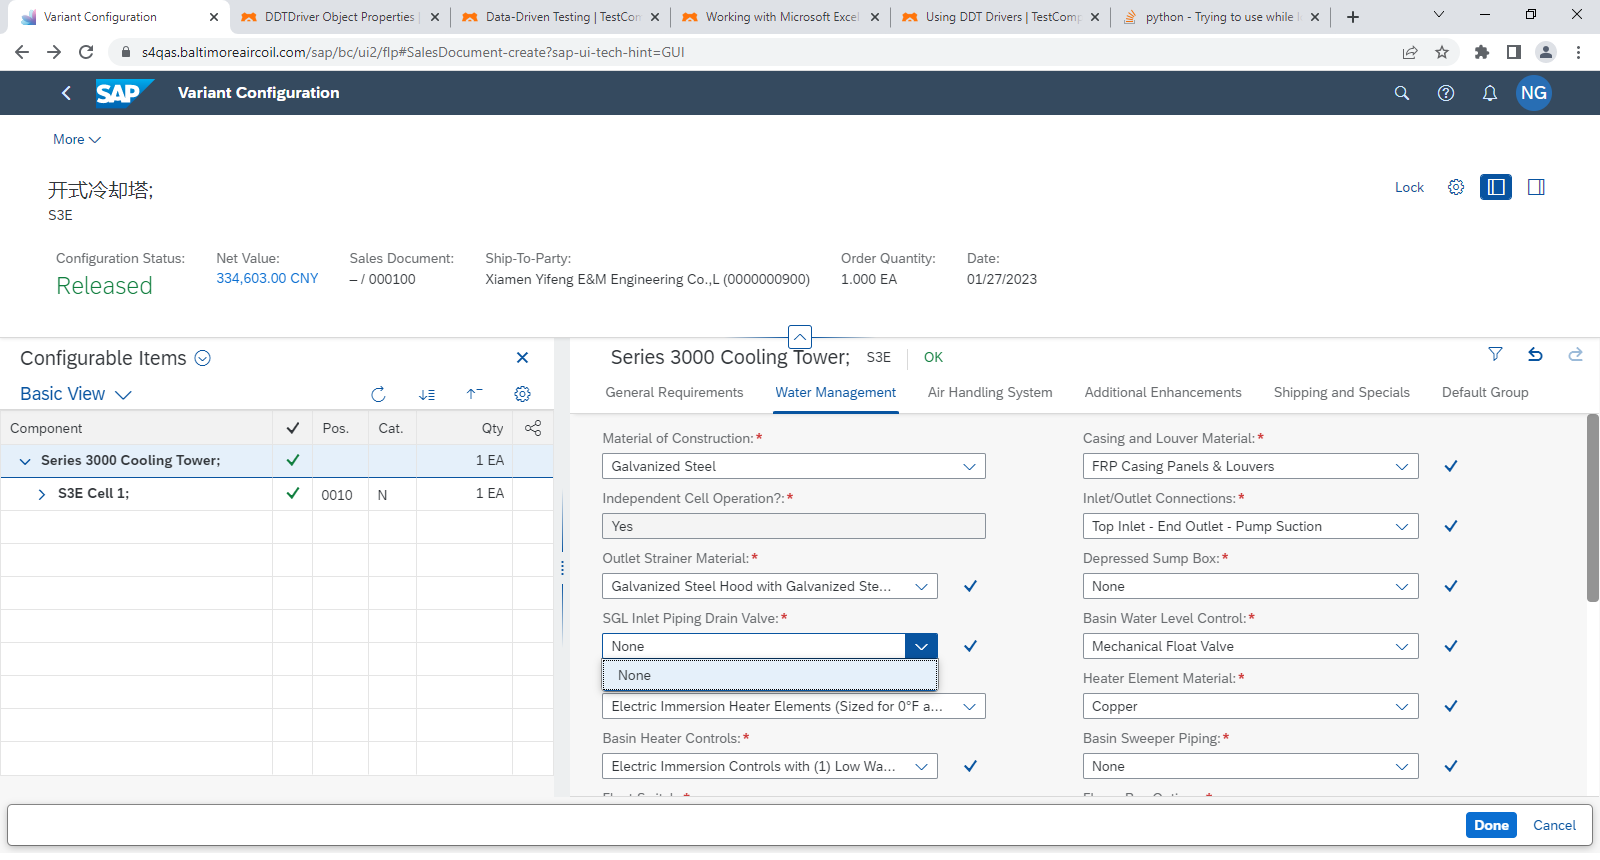 Variant Configuration
DDTDriver Object Properties |
Data-Driven Testing | TestCom
Working with Microsoft Excel
Using DDT Drivers | TestComp
python - Trying to use while l
s4qas.baltimoreaircoil.com/sap/bc/ui2/flp#SalesDocument-create?sap-ui-tech-hint=GUI
SAP
Variant Configuration
NG
More
开式冷却塔;
S3E
Lock
Configuration Status: Net Value: Sales Document: Ship-To-Party: Order Quantity: Date:
Released 334,603.00 CNY – / 000100 Xiamen Yifeng E&M Engineering Co.,L (0000000900) 1.000 EA 01/27/2023
Configurable Items
Basic View
Component Pos. Cat. Qty
Series 3000 Cooling Tower; 1 EA
S3E Cell 1; 0010 N 1 EA
Series 3000 Cooling Tower; S3E OK
General Requirements Water Management Air Handling System Additional Enhancements Shipping and Specials Default Group
Material of Construction:* Casing and Louver Material:*
Galvanized Steel FRP Casing Panels & Louvers
Independent Cell Operation?:* Inlet/Outlet Connections:*
Yes Top Inlet - End Outlet - Pump Suction
Outlet Strainer Material:* Depressed Sump Box:*
Galvanized Steel Hood with Galvanized Ste... None
SGL Inlet Piping Drain Valve:* Basin Water Level Control:*
None Mechanical Float Valve
None Heater Element Material:*
Electric Immersion Heater Elements (Sized for 0°F a... Copper
Basin Heater Controls:* Basin Sweeper Piping:*
Electric Immersion Controls with (1) Low Wa... None
Done Cancel